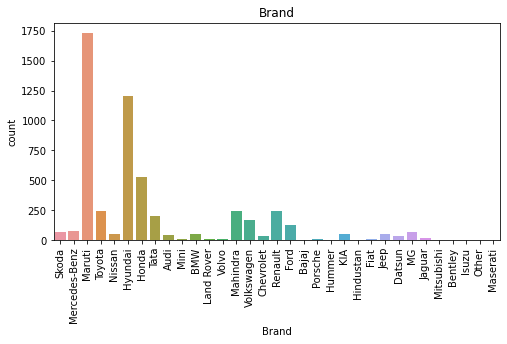 Brand
count
1750
1500
1250
1000
750
500
250
0
Skoda
Mercedes-Benz
Maruti
Toyota
Nissan
Hyundai
Honda
Tata
Audi
Mini
BMW
Land Rover
Volvo
Mahindra
Volkswagen
Chevrolet
Renault
Ford
Bajaj
Porsche
Hummer
KIA
Hindustan
Fiat
Jeep
Datsun
MG
Jaguar
Mitsubishi
Bentley
Isuzu
Other
Maserati
Brand